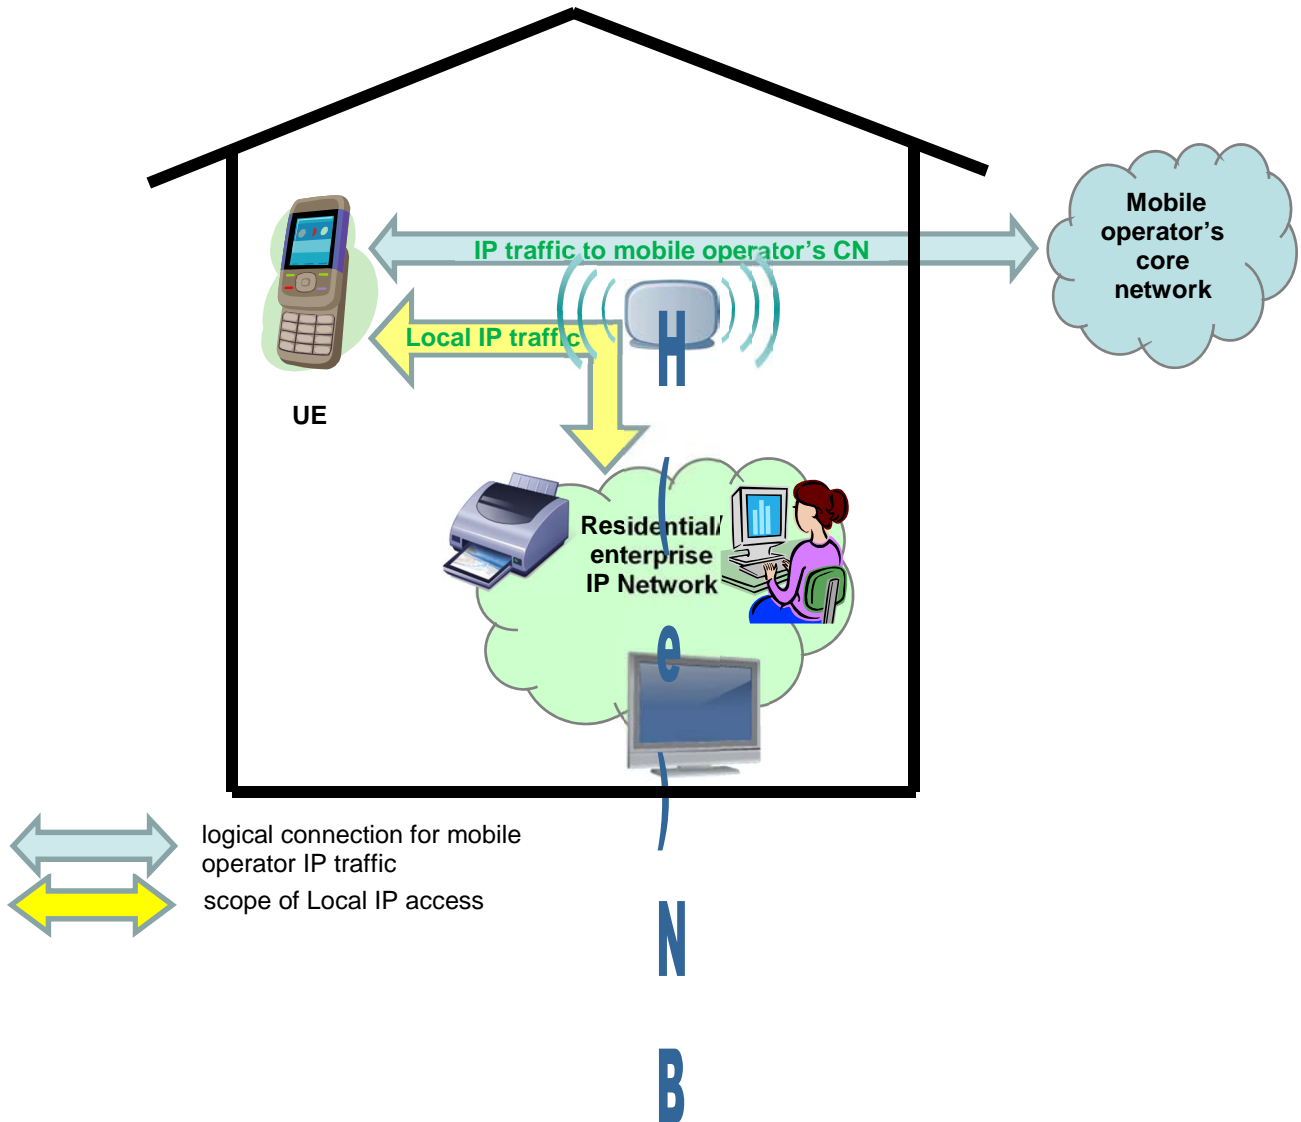 Mobile
operator’s
core
network
IP traffic to mobile operator’s CN
Local IP traffic
UE
Residential/
enterprise
IP Network
H
(
e
)
N
B
logical connection for mobile
operator IP traffic
scope of Local IP access